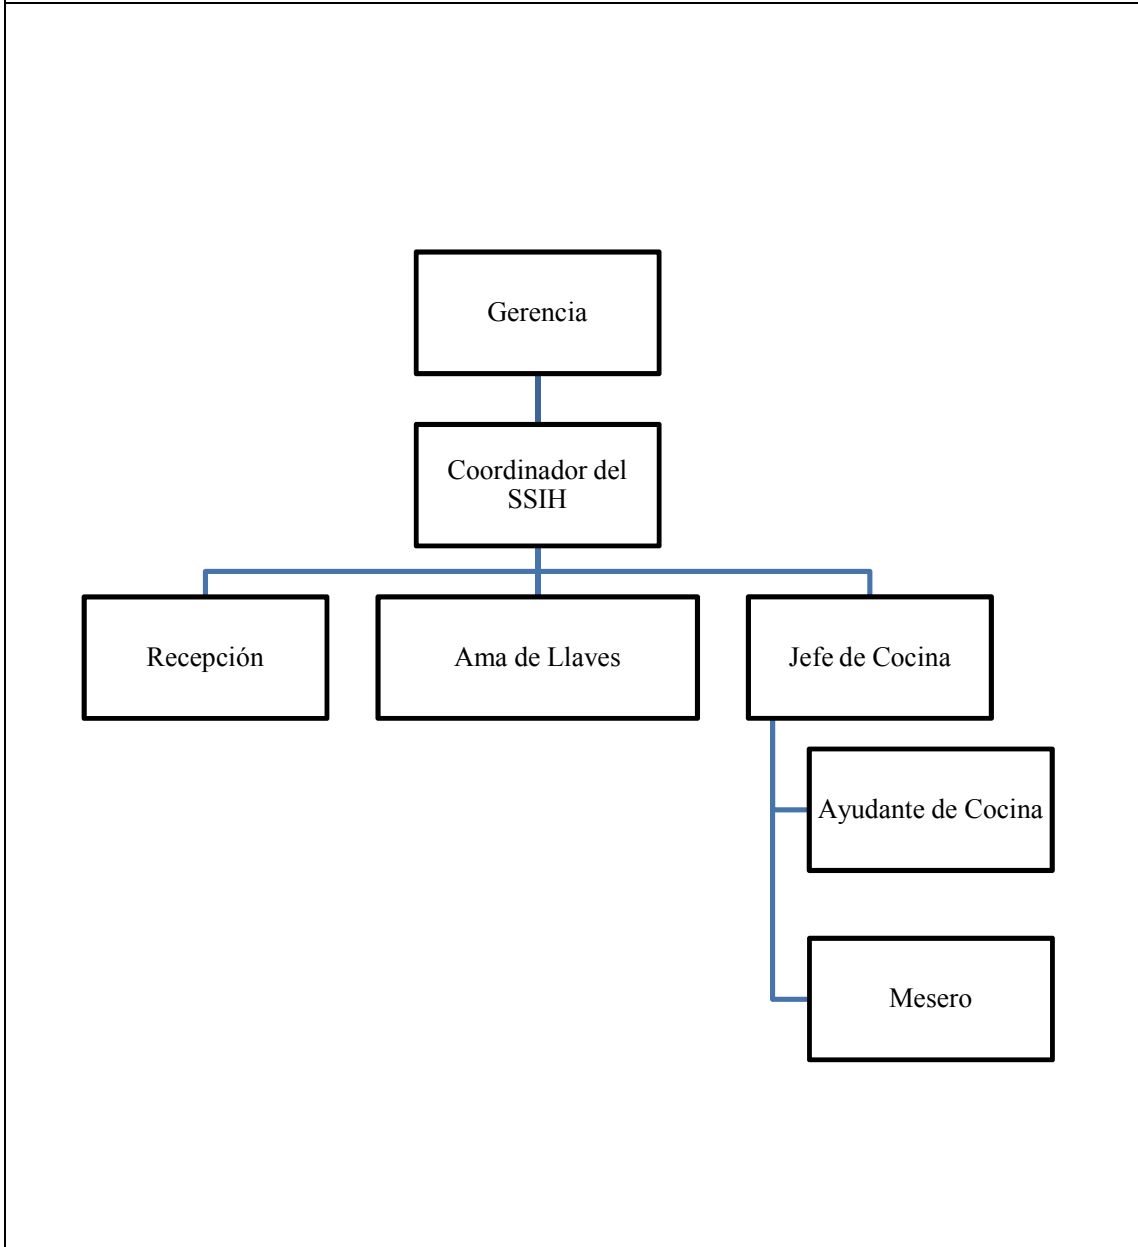 Gerencia
Coordinador del
SSIH
Recepción
Ama de Llaves
Jefe de Cocina
Ayudante de Cocina
Mesero